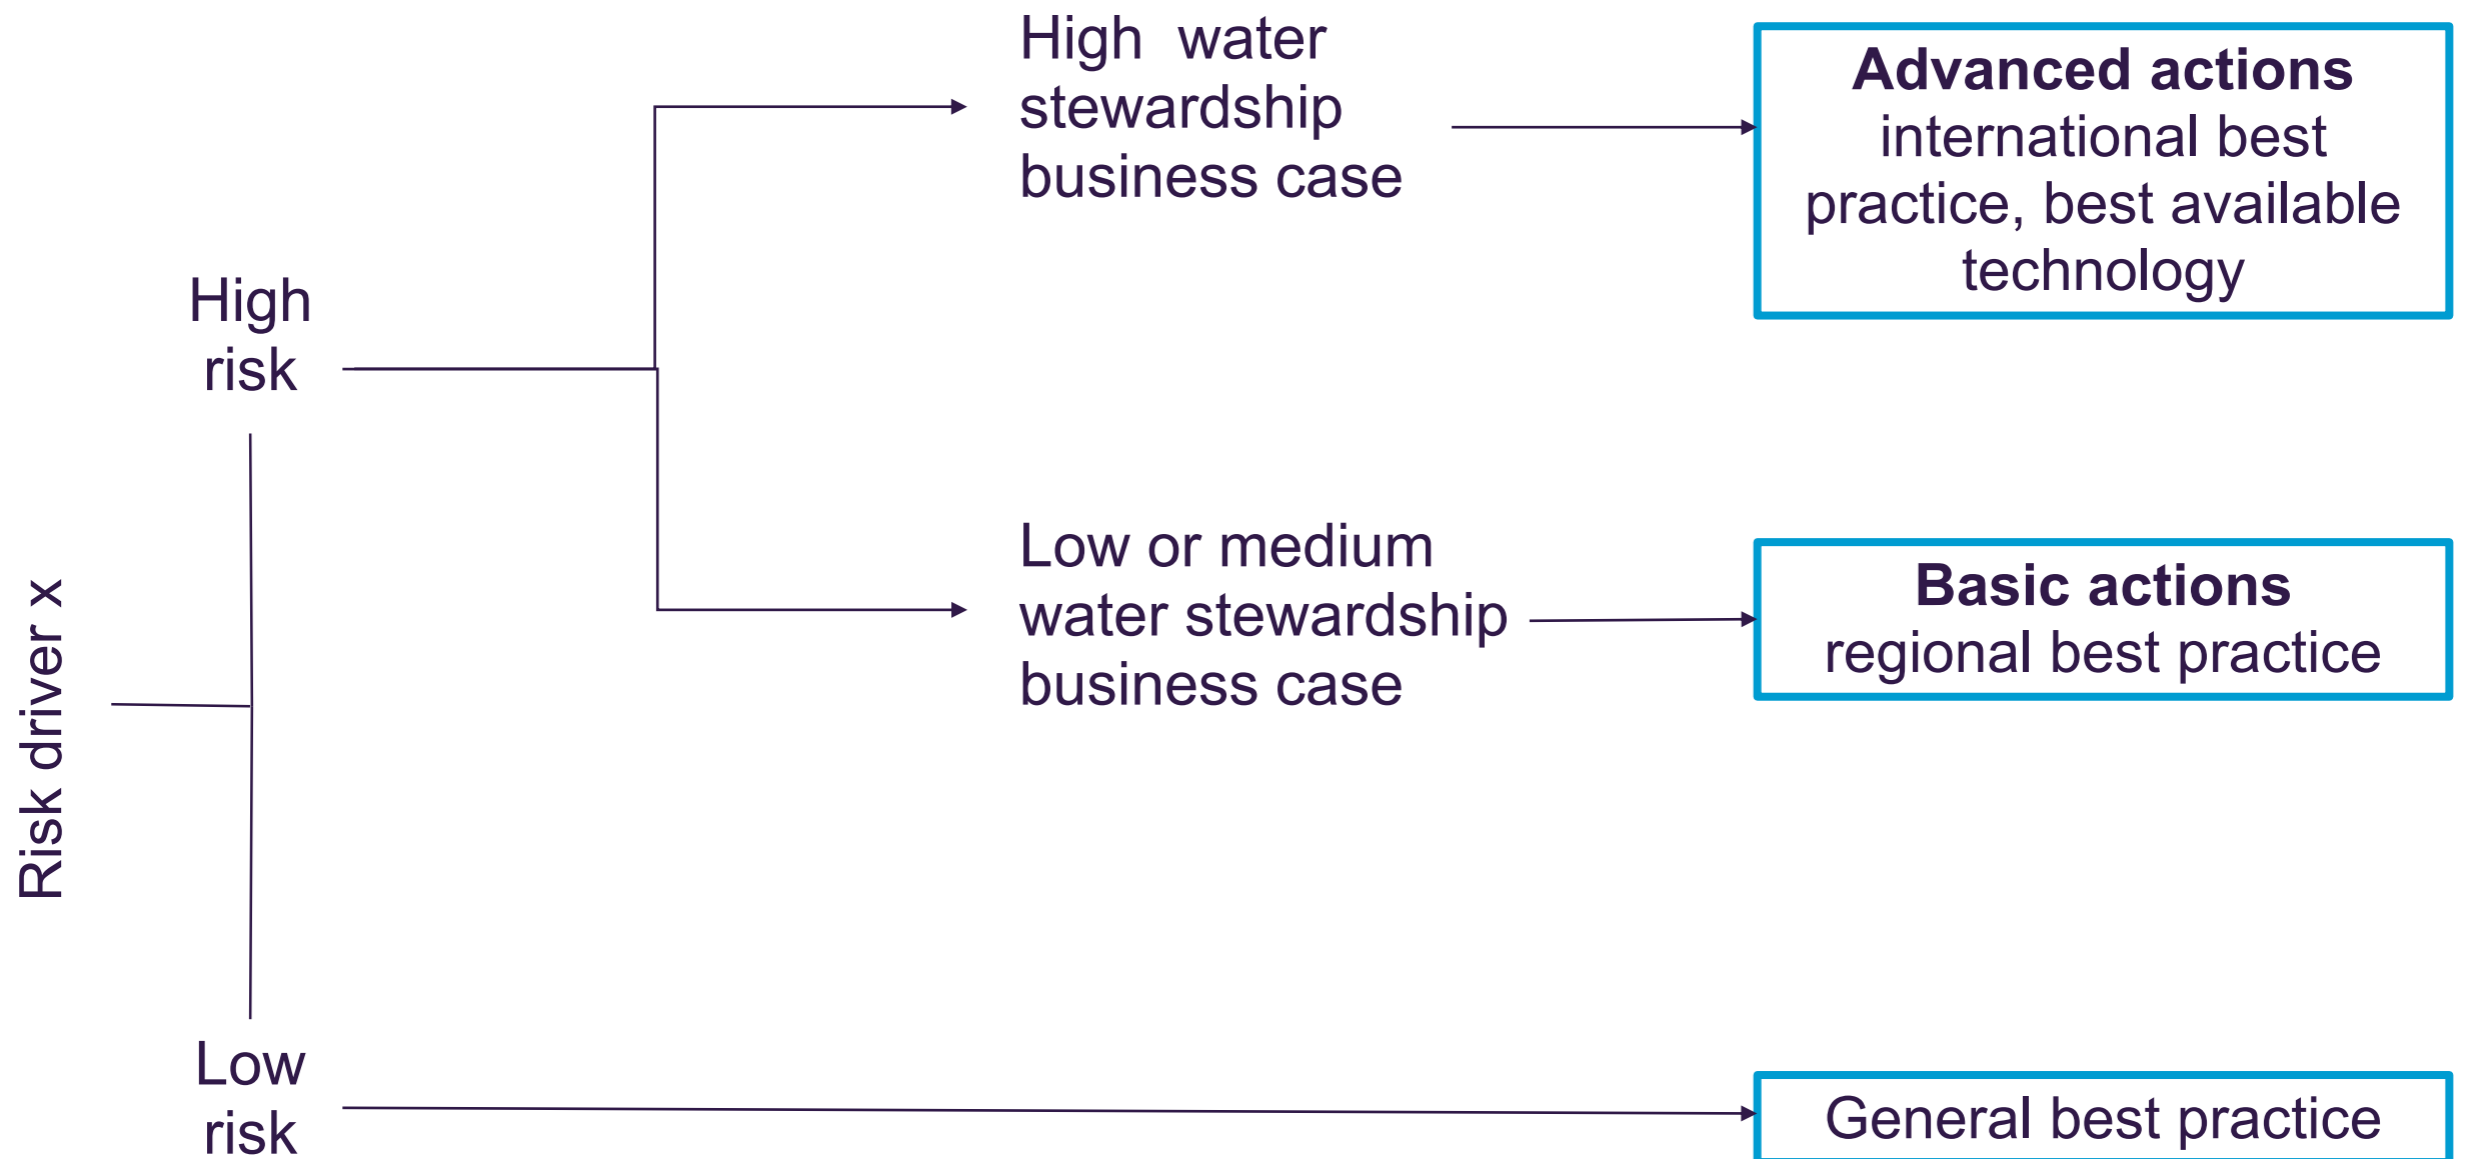 Risk driver x
High
risk
Low
risk
High  water
stewardship
business case
Low or medium
water stewardship
business case
Advanced actions
international best
practice, best available
technology
Basic actions
regional best practice
General best practice